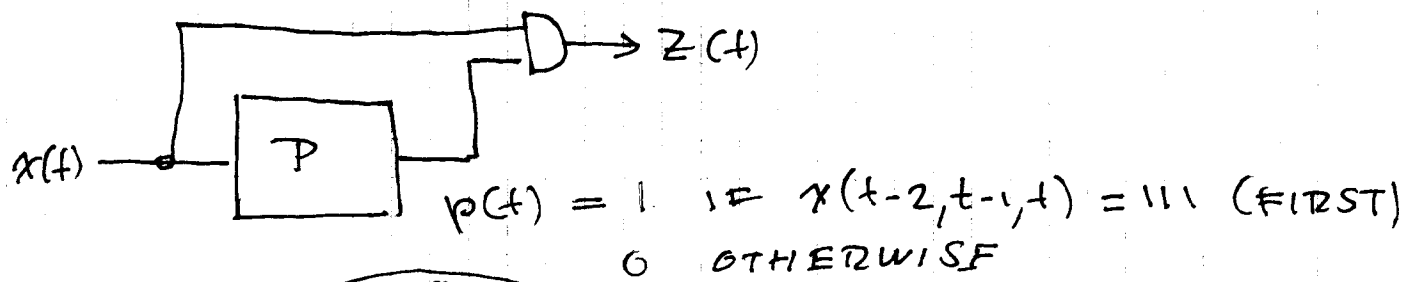 z(t)
x(t)
P
p(t) = 1 IF x(t-2,t-1,t) = 111 (FIRST)
0 OTHERWISE